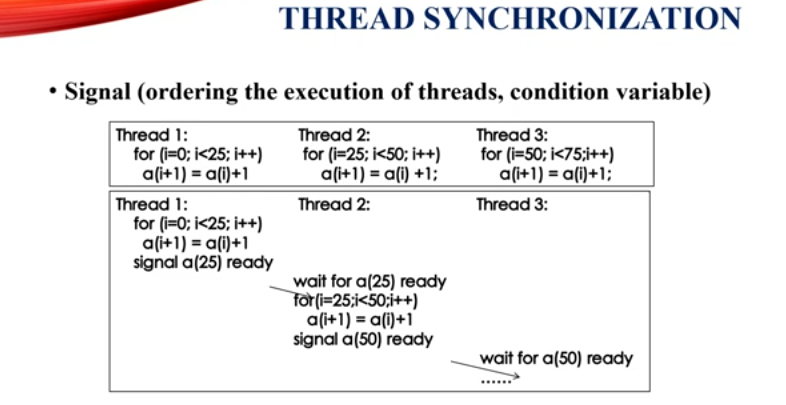 THREAD SYNCHRONIZATION
• Signal (ordering the execution of threads, condition variable)
Thread 1: Thread 2: Thread 3:
for (i=0; i<25; i++) for (i=25; i<50; i++) for (i=50; i<75;i++)
a(i+1) = a(i)+1 a(i+1) = a(i) +1; a(i+1) = a(i)+1;
Thread 1: Thread 2: Thread 3:
for (i=0; i<25; i++)
a(i+1) = a(i)+1
signal a(25) ready
wait for a(25) ready
for(i=25;i<50;i++)
a(i+1) = a(i)+1
signal a(50) ready
wait for a(50) ready
......